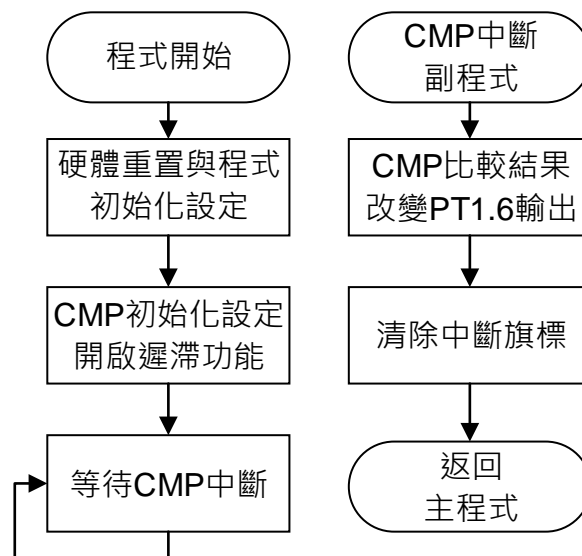 程式開始
硬體重置與程式
初始化設定
CMP初始化設定
開啟遲滯功能
等待CMP中斷
CMP中斷
副程式
CMP比較結果
改變PT1.6輸出
清除中斷旗標
返回
主程式